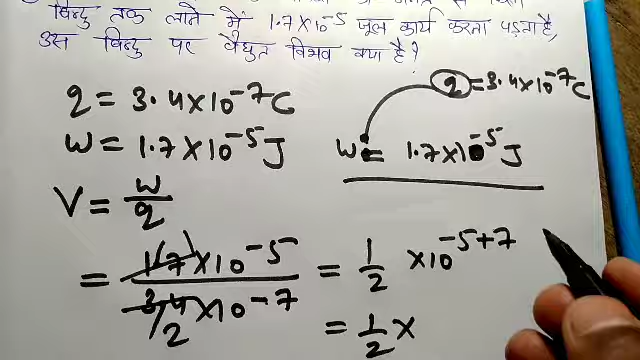 बिन्दु तक लाने में 1.7×10⁻⁵ जूल कार्य करना पड़ता है,
उस बिन्दु पर वैद्युत विभव क्या है?
q = 3.4×10⁻⁷C
q = 3.4×10⁻⁷C
W = 1.7×10⁻⁵J
W = 1.7×10⁻⁵J
V = W/q
= 1.7×10⁻⁵ / 3.4×10⁻⁷ = 1/2 ×10⁻⁵⁺⁷
2
= 1/2 ×